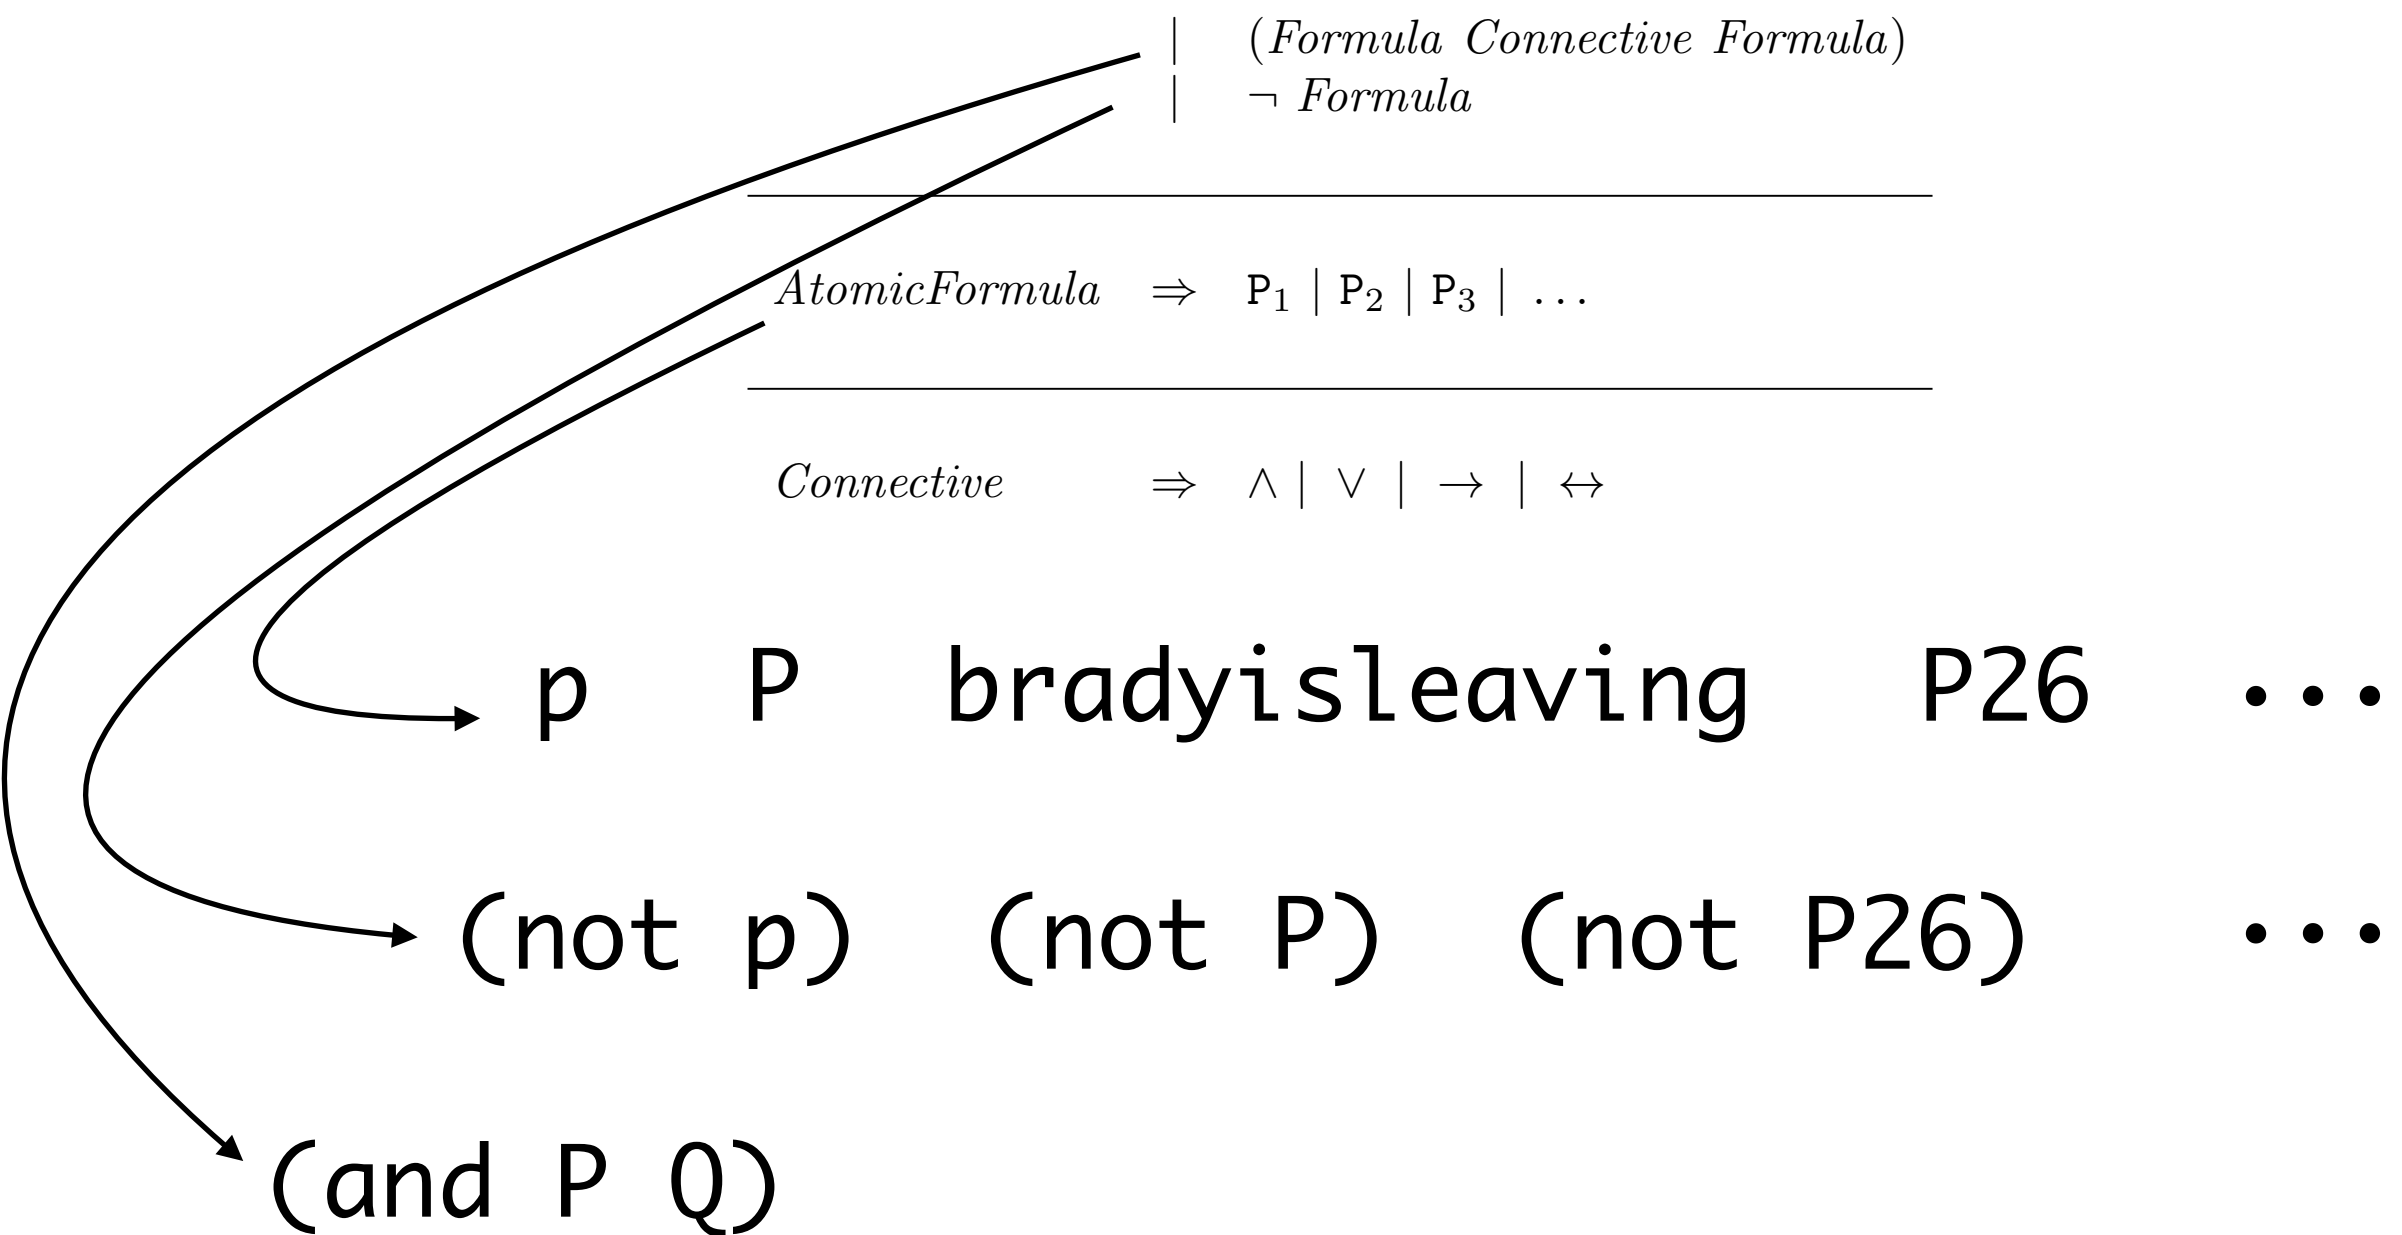 | (Formula Connective Formula)
| ¬ Formula
AtomicFormula ⇒ P₁ | P₂ | P₃ | ...
Connective ⇒ ∧ | ∨ | → | ↔
p P bradyisleaving P26 •••
(not p) (not P) (not P26) •••
(and P Q)